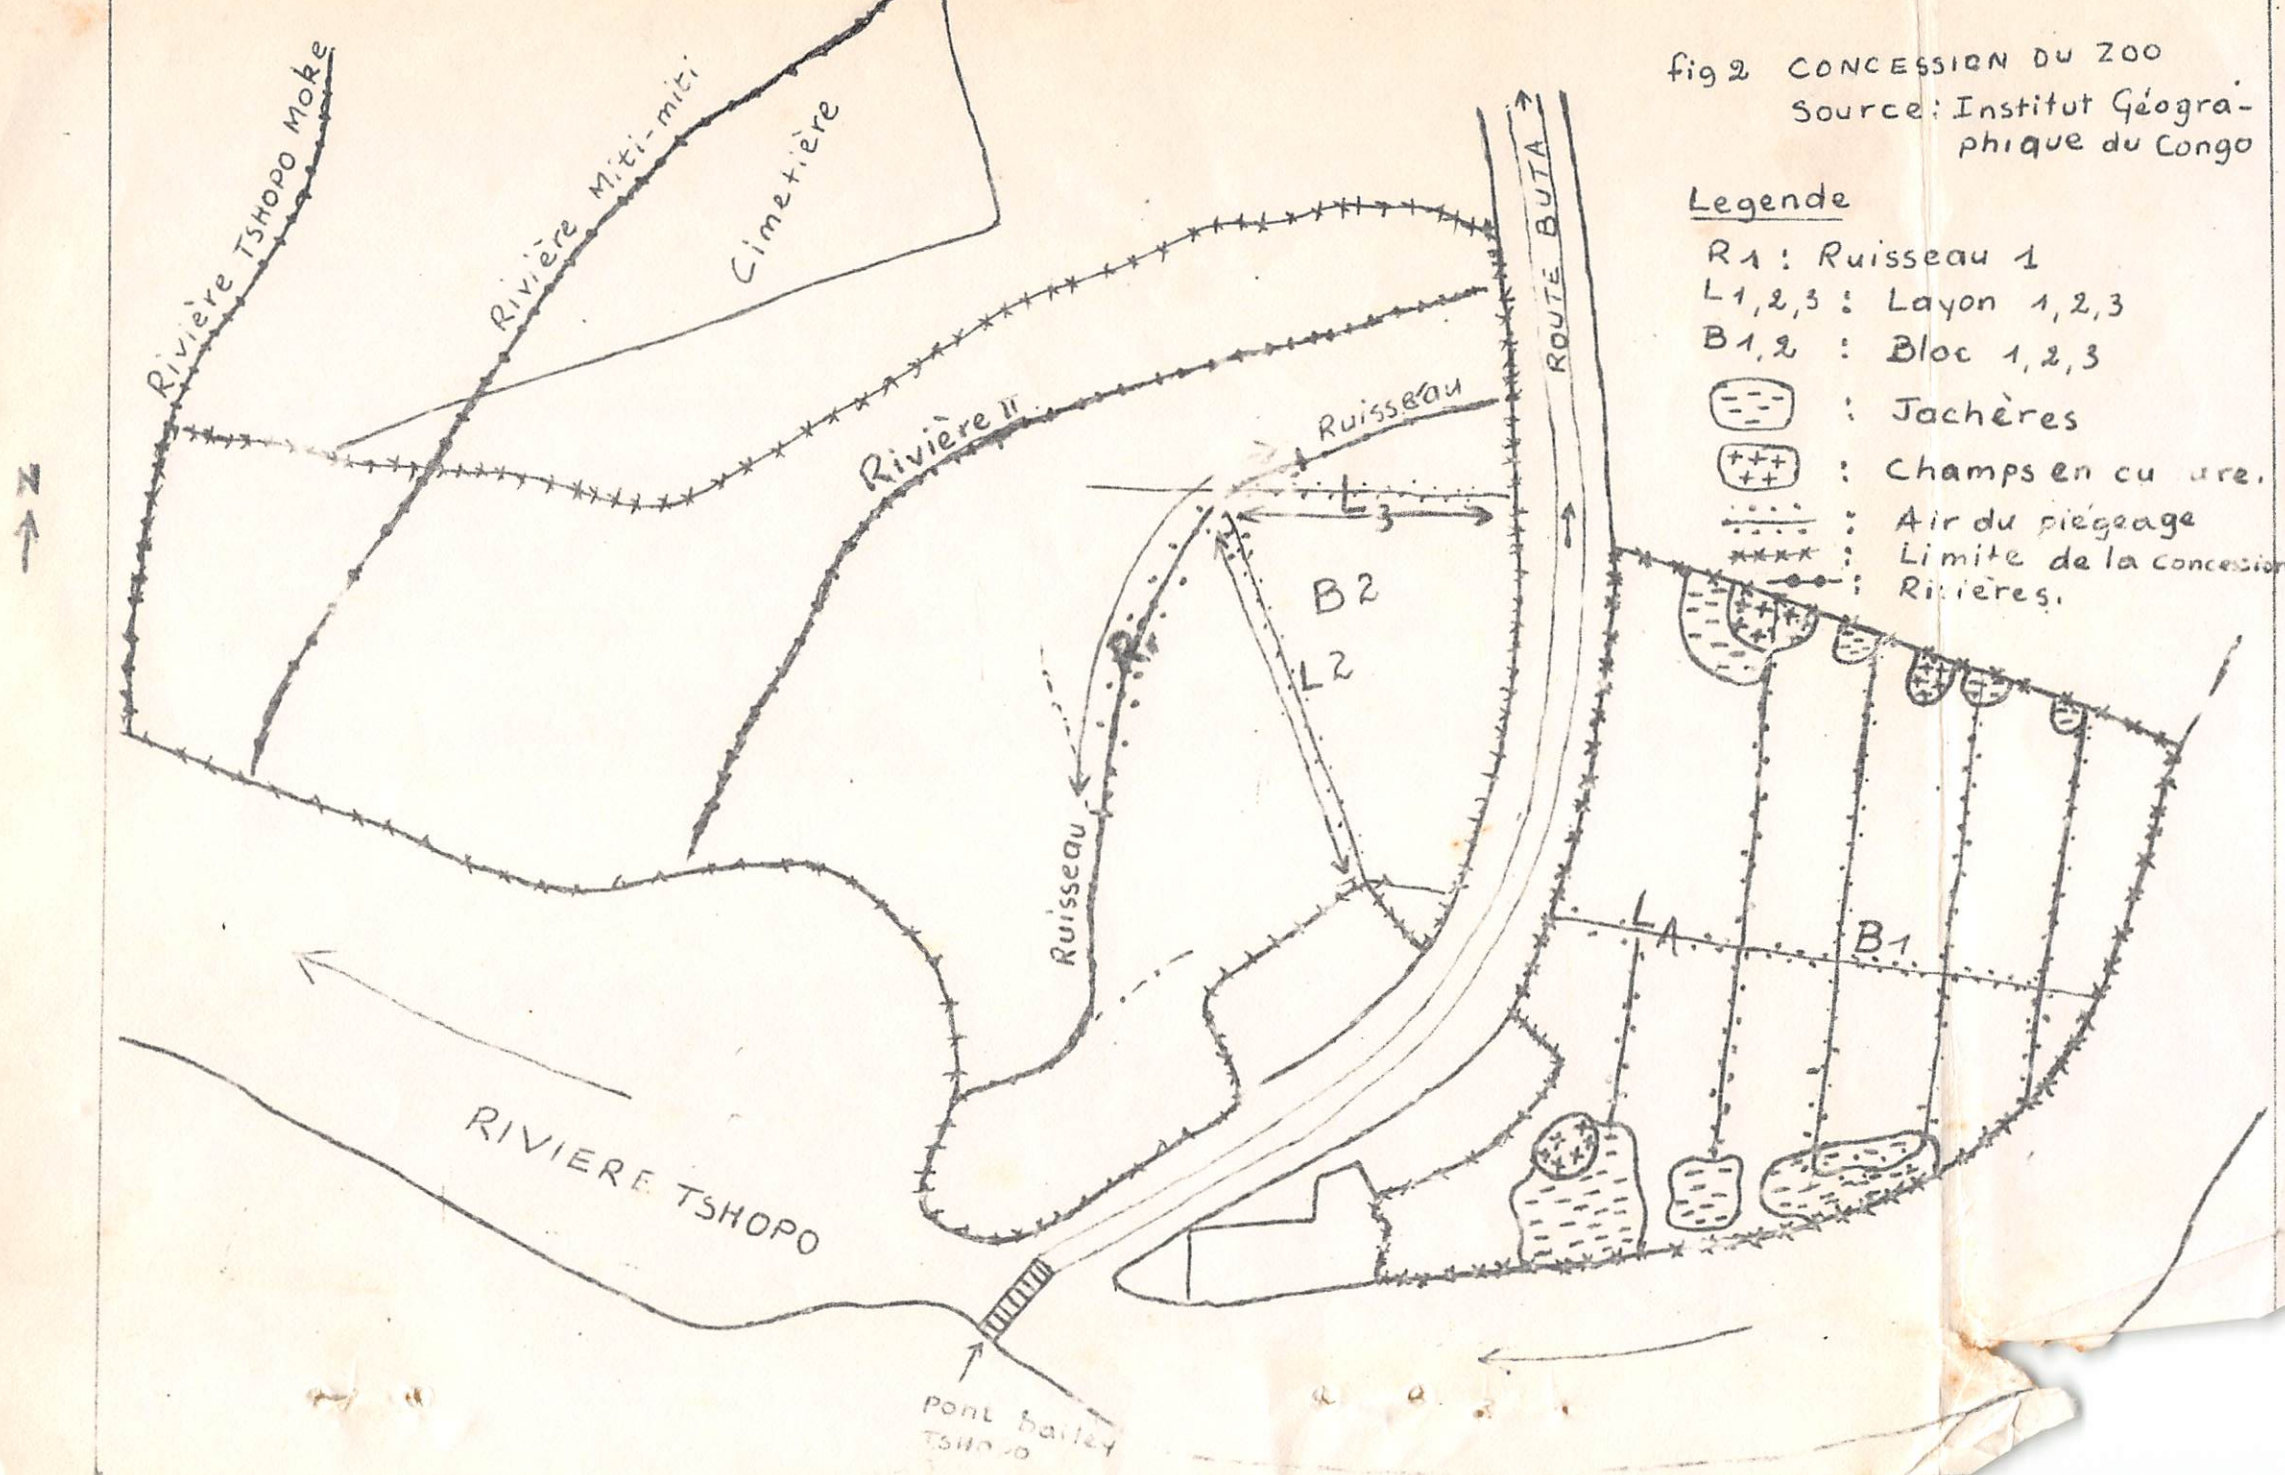 fig 2 CONCESSION DU ZOO
Source: Institut Géogra-
phique du Congo
Legende
R1 : Ruisseau 1
L1,2,3 : Layon 1,2,3
B1,2 : Bloc 1,2,3
: Jachères
: Champs en cu ure.
: Air du piégeage
: Limite de la concession
: Rivières.
Rivière TSHOPO Moke
Rivière Miti-miti
Cimetière
ROUTE BUTA
Rivière II
Ruisseau
N
L3
B2
R1
L2
Ruisseau
L1
B1
RIVIERE TSHOPO
Pont bailey
TSHOPO